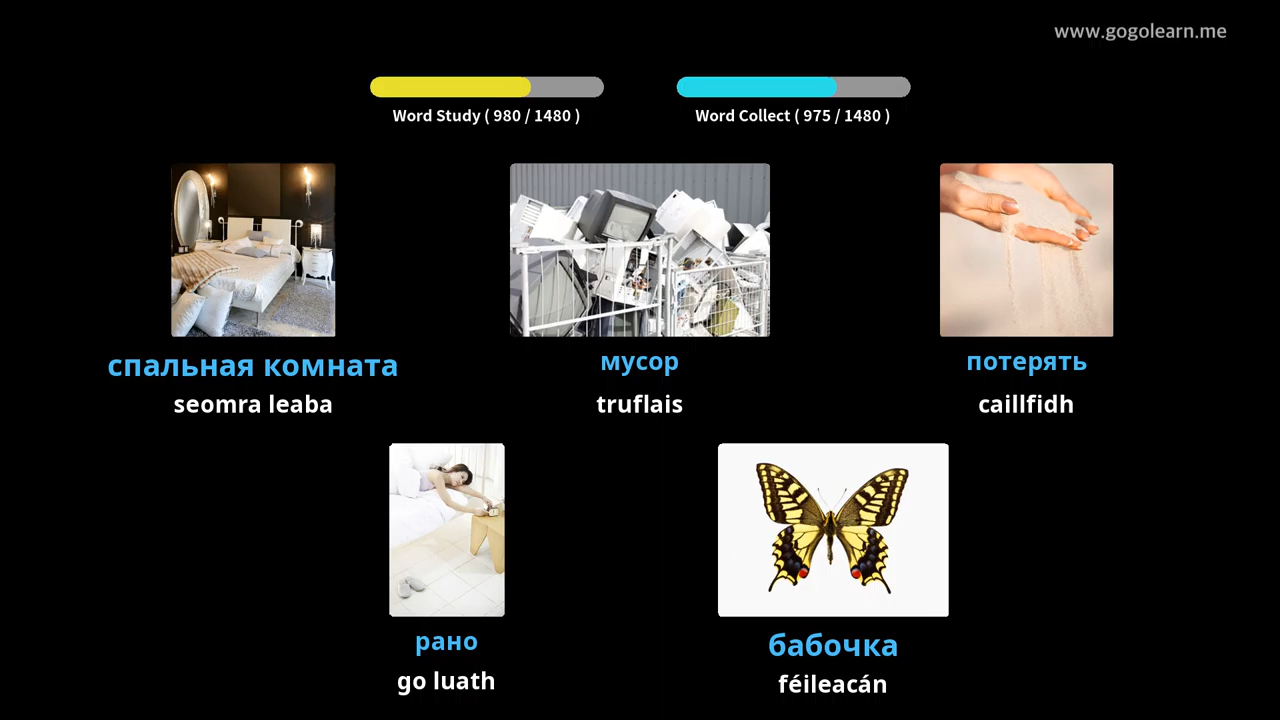 www.gogolearn.me
Word Study ( 980 / 1480 )
Word Collect ( 975 / 1480 )
спальная комната
seomra leaba
мусор
truflais
потерять
caillfidh
рано
go luath
бабочка
féileacán